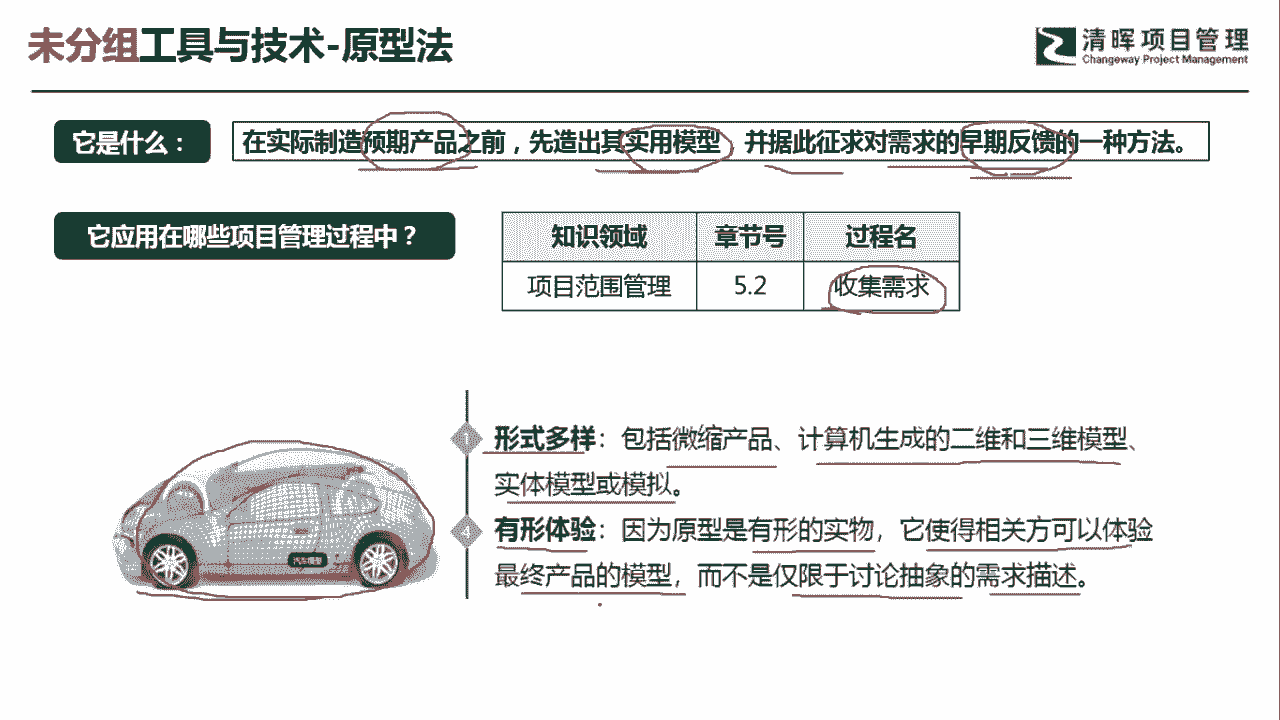 未分组工具与技术-原型法
清晖项目管理
Changeway Project Management
它是什么：
在实际制造预期产品之前，先造出其实用模型，并据此征求对需求的早期反馈的一种方法。
它应用在哪些项目管理过程中？
知识领域 章节号 过程名
项目范围管理 5.2 收集需求
形式多样：包括微缩产品、计算机生成的二维和三维模型、
实体模型或模拟。
有形体验：因为原型是有形的实物，它使得相关方可以体验
最终产品的模型，而不是仅限于讨论抽象的需求描述。
汽车模型